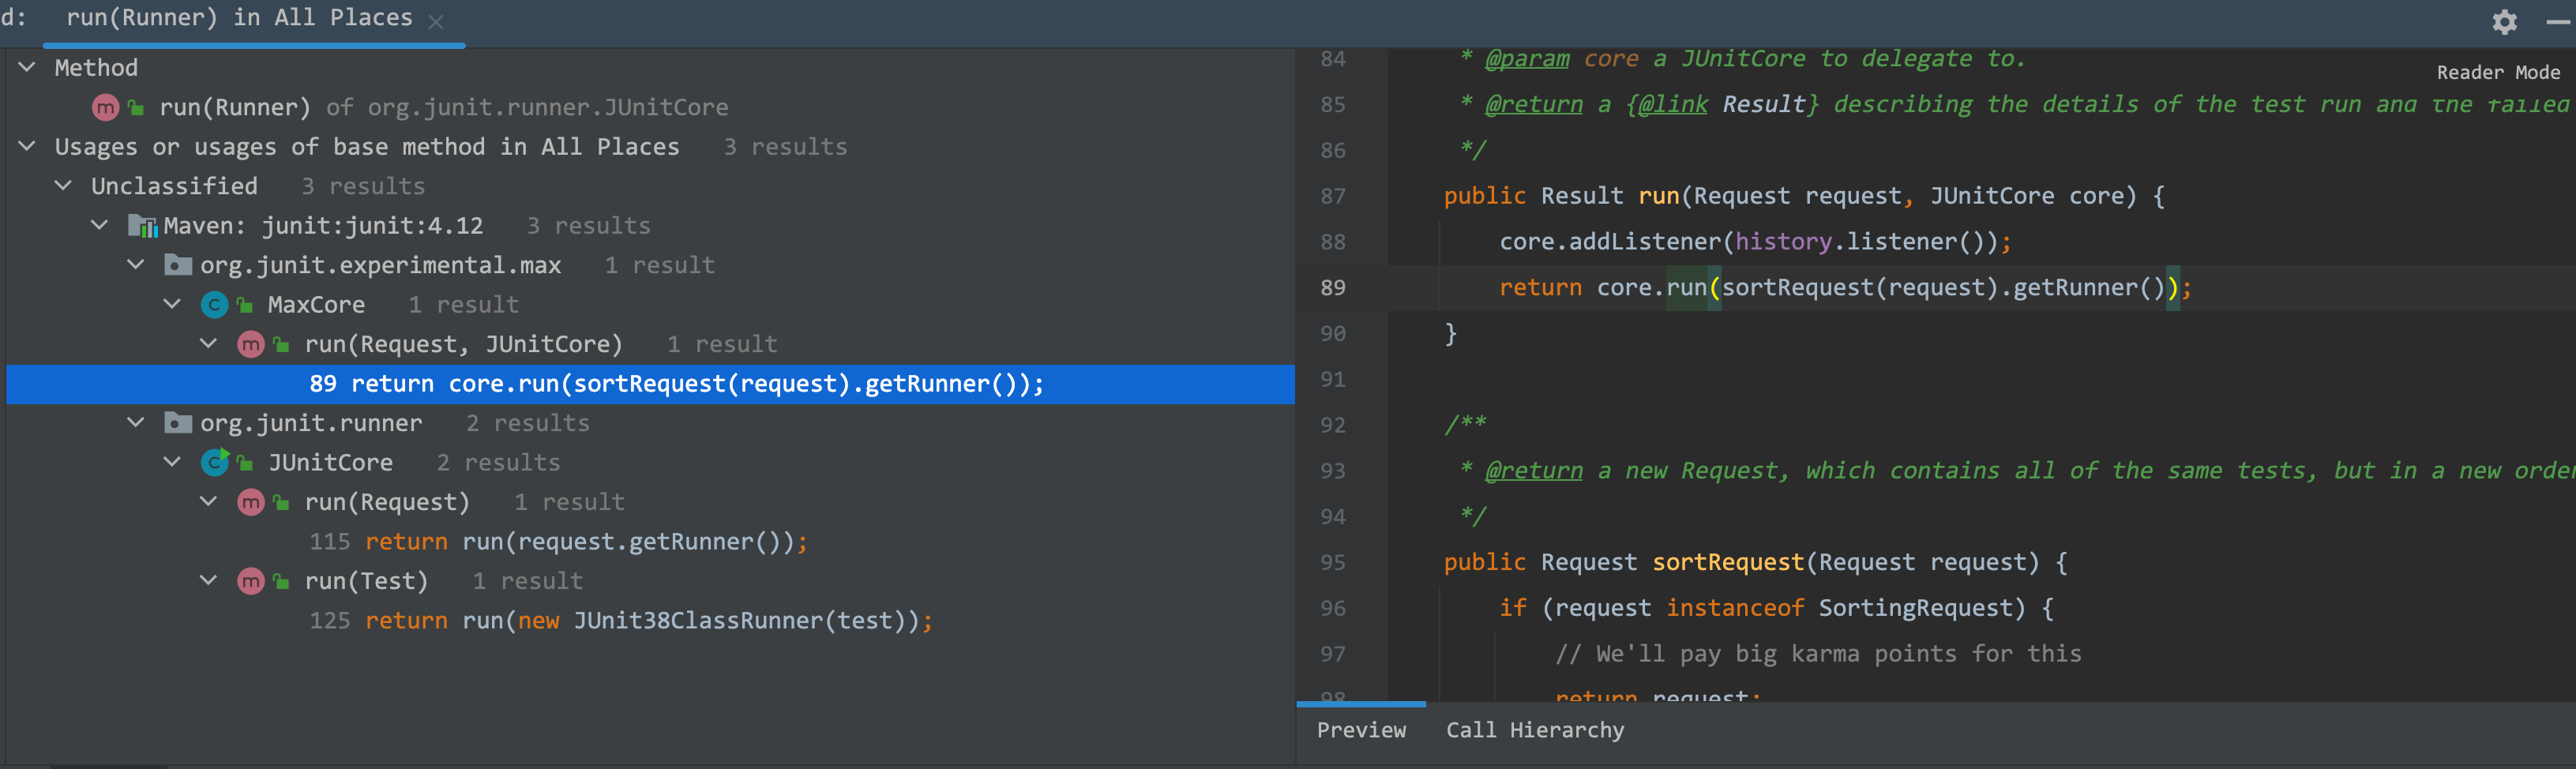 d: run(Runner) in All Places
Method
run(Runner) of org.junit.runner.JUnitCore
Usages or usages of base method in All Places 3 results
Unclassified 3 results
Maven: junit:junit:4.12 3 results
org.junit.experimental.max 1 result
MaxCore 1 result
run(Request, JUnitCore) 1 result
89 return core.run(sortRequest(request).getRunner());
org.junit.runner 2 results
JUnitCore 2 results
run(Request) 1 result
115 return run(request.getRunner());
run(Test) 1 result
125 return run(new JUnit38ClassRunner(test));
84 * @param core a JUnitCore to delegate to.
Reader Mode
85 * @return a {@link Result} describing the details of the test run and the failed
86 */
87 public Result run(Request request, JUnitCore core) {
88 core.addListener(history.listener());
89 return core.run(sortRequest(request).getRunner());
90 }
91
92 /**
93 * @return a new Request, which contains all of the same tests, but in a new order
94 */
95 public Request sortRequest(Request request) {
96 if (request instanceof SortingRequest) {
97 // We'll pay big karma points for this
98 return request;
Preview Call Hierarchy